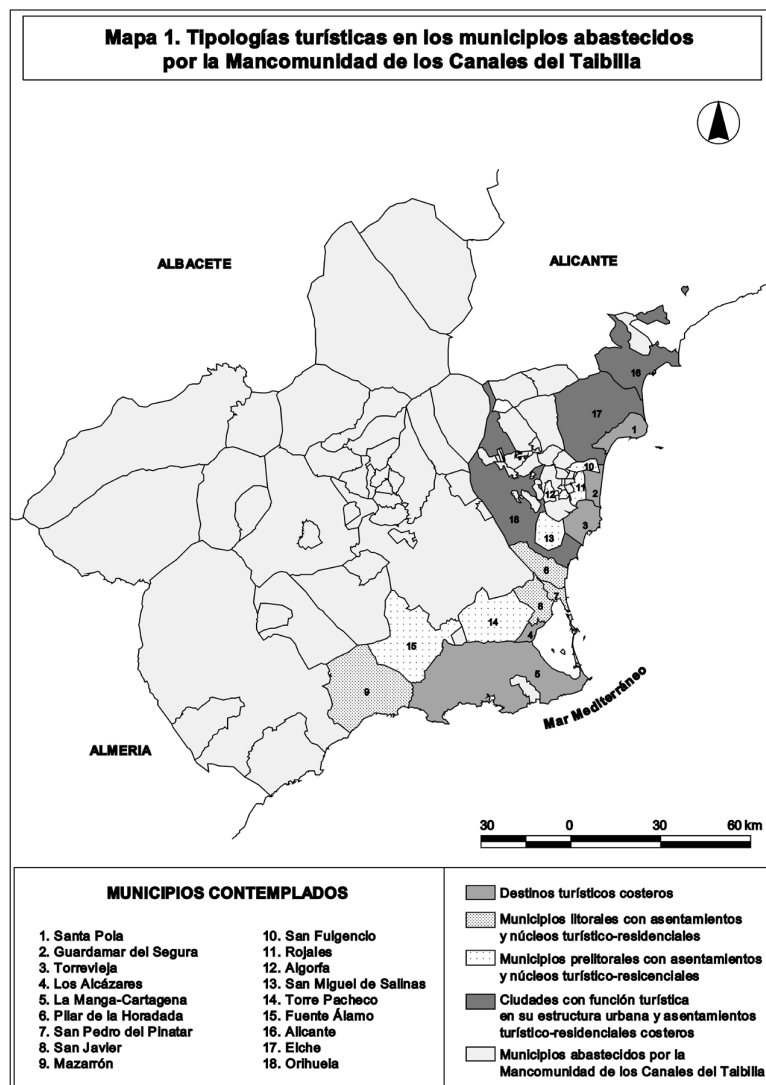 Mapa 1. Tipologías turísticas en los municipios abastecidos
por la Mancomunidad de los Canales del Taibilla
ALBACETE
ALICANTE
16
17
1
10
12
11
2
18
3
13
6
7
8
14
4
15
5
9
Mar Mediterráneo
ALMERIA
30 0 30 60 km
MUNICIPIOS CONTEMPLADOS
1. Santa Pola
2. Guardamar del Segura
3. Torrevieja
4. Los Alcázares
5. La Manga-Cartagena
6. Pilar de la Horadada
7. San Pedro del Pinatar
8. San Javier
9. Mazarrón
10. San Fulgencio
11. Rojales
12. Algorfa
13. San Miguel de Salinas
14. Torre Pacheco
15. Fuente Álamo
16. Alicante
17. Elche
18. Orihuela
Destinos turísticos costeros
Municipios litorales con asentamientos
y núcleos turístico-residenciales
Municipios prelitorales con asentamientos
y núcleos turístico-resicenciales
Ciudades con función turística
en su estructura urbana y asentamientos
turístico-residenciales costeros
Municipios abastecidos por la
Mancomunidad de los Canales del Taibilla